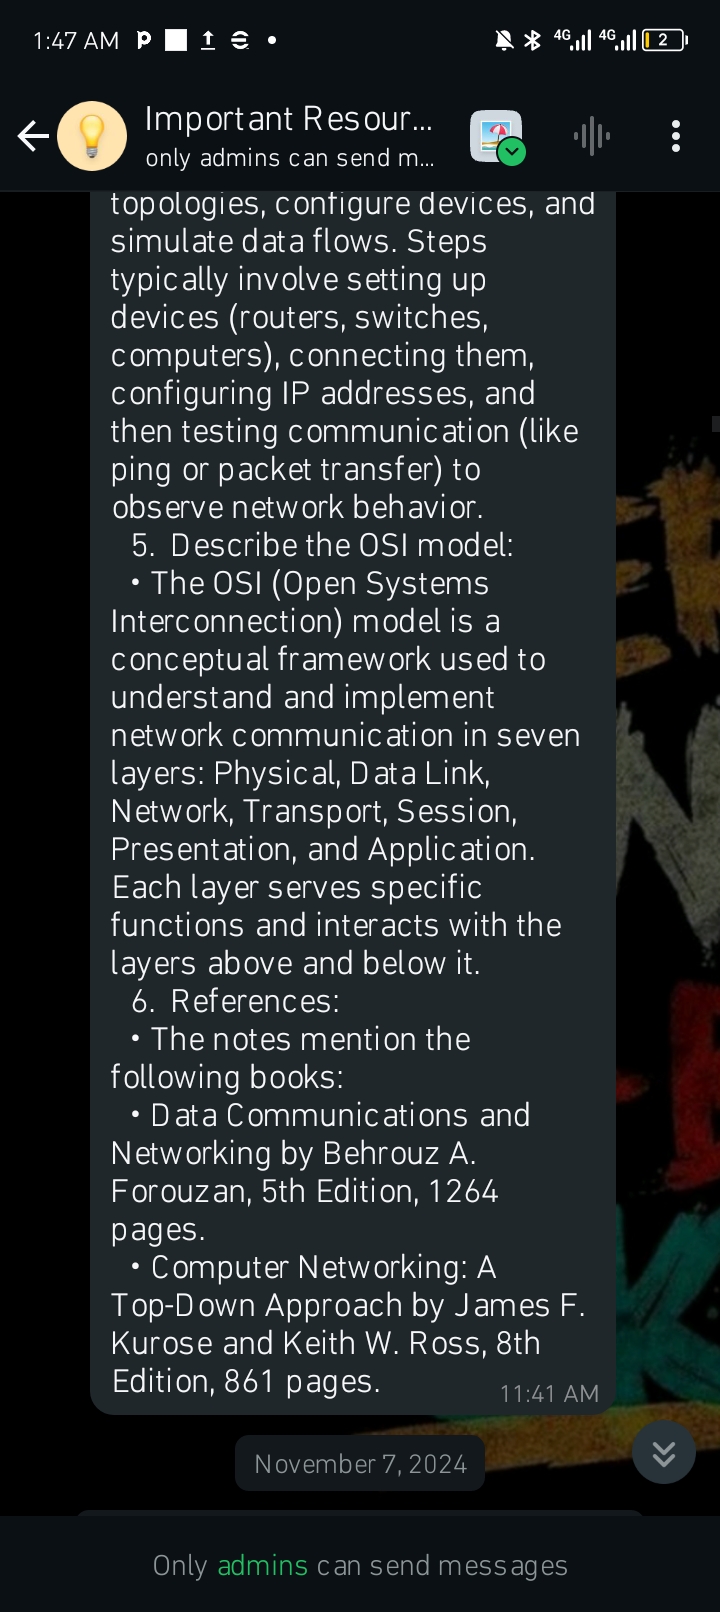 1:47 AM
4G 4G 2
Important Resour...
only admins can send m...
topologies, configure devices, and
simulate data flows. Steps
typically involve setting up
devices (routers, switches,
computers), connecting them,
configuring IP addresses, and
then testing communication (like
ping or packet transfer) to
observe network behavior.
5. Describe the OSI model:
• The OSI (Open Systems
Interconnection) model is a
conceptual framework used to
understand and implement
network communication in seven
layers: Physical, Data Link,
Network, Transport, Session,
Presentation, and Application.
Each layer serves specific
functions and interacts with the
layers above and below it.
6. References:
• The notes mention the
following books:
• Data Communications and
Networking by Behrouz A.
Forouzan, 5th Edition, 1264
pages.
• Computer Networking: A
Top-Down Approach by James F.
Kurose and Keith W. Ross, 8th
Edition, 861 pages.
11:41 AM
November 7, 2024
Only admins can send messages